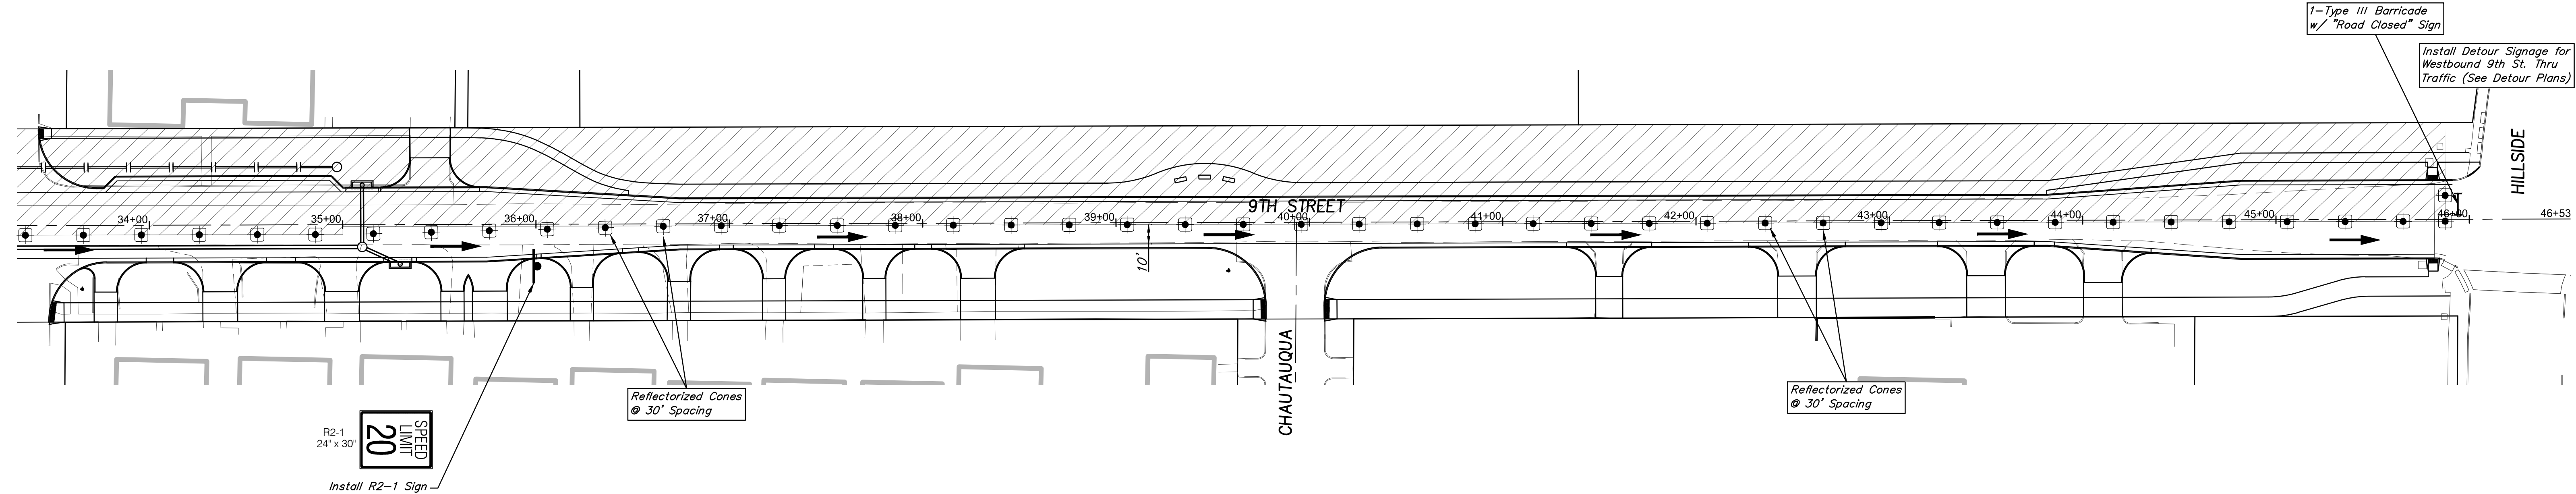 1-Type III Barricade
w/ "Road Closed" Sign
Install Detour Signage for
Westbound 9th St. Thru
Traffic (See Detour Plans)
HILLSIDE
9TH STREET
34+00
35+00
36+00
37+00
38+00
39+00
40+00
41+00
42+00
43+00
44+00
45+00
46+00
46+53
10'
CHAUTAUQUA
Reflectorized Cones
@ 30' Spacing
Reflectorized Cones
@ 30' Spacing
R2-1
24" x 30"
SPEED
LIMIT
20
Install R2-1 Sign